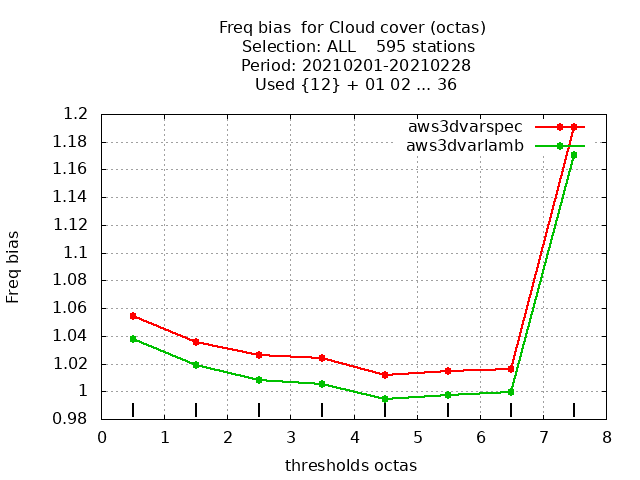 Freq bias  for Cloud cover (octas)
Selection: ALL    595 stations
Period: 20210201-20210228
Used {12} + 01 02 ... 36
aws3dvarspec
aws3dvarlamb
1.2
1.18
1.16
1.14
1.12
1.1
1.08
1.06
1.04
1.02
1
0.98
Freq bias
0 1 2 3 4 5 6 7 8
thresholds octas